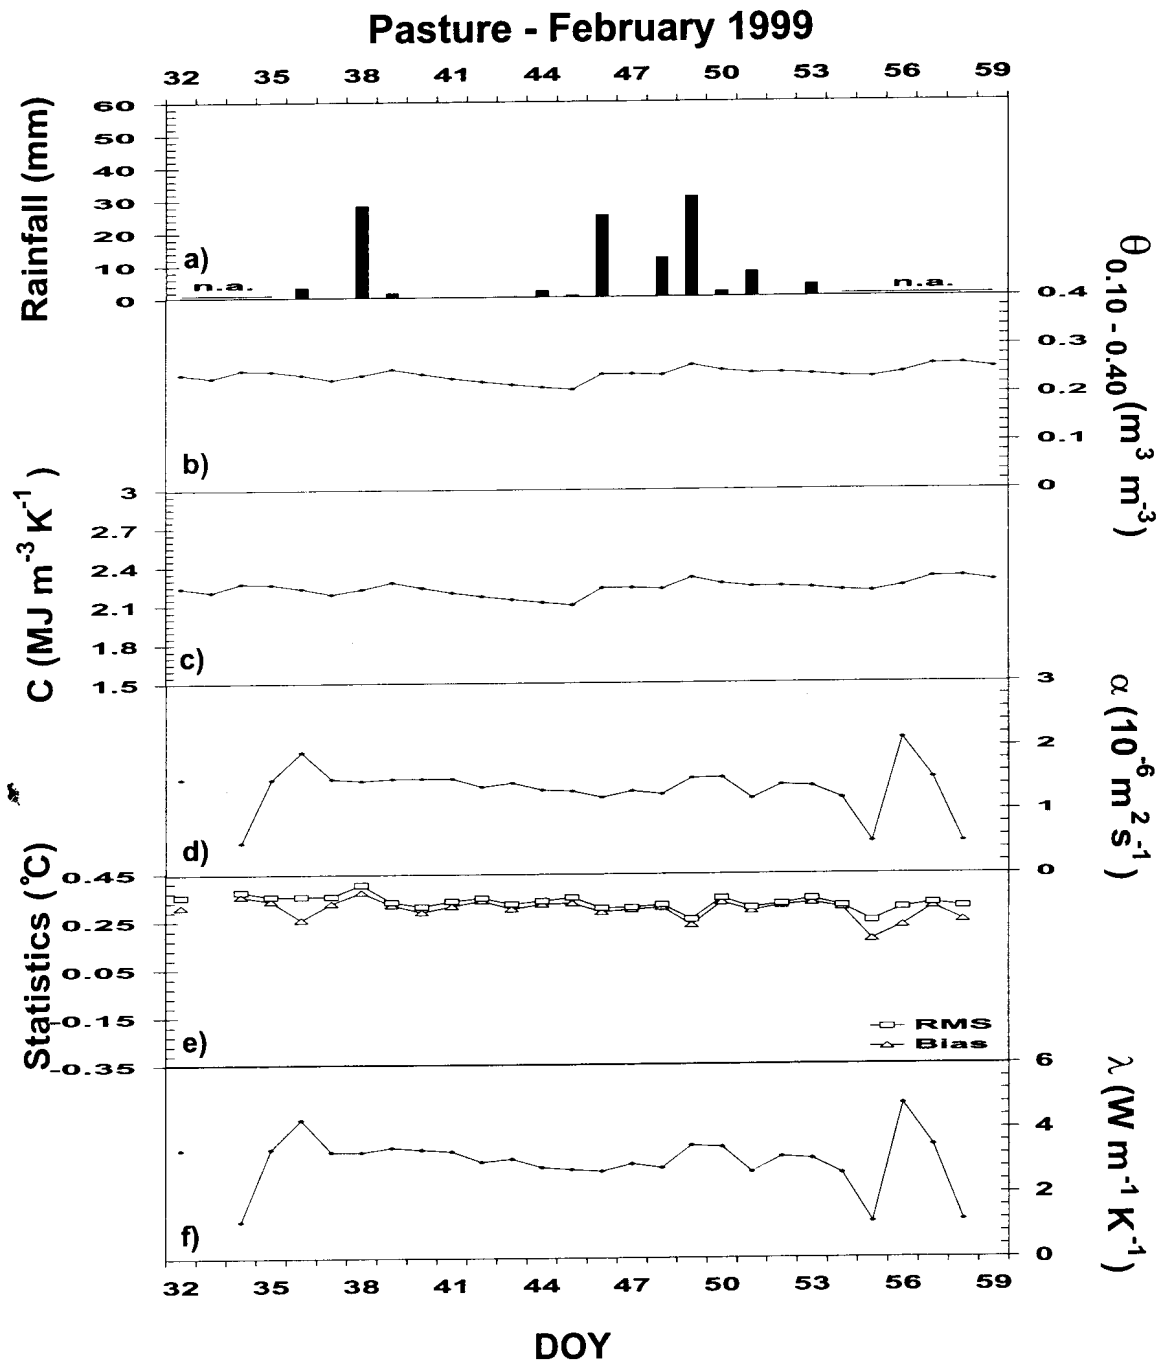 Pasture - February 1999
32 35 38 41 44 47 50 53 56 59
Rainfall (mm)
60
50
40
30
20
10
0
a)
n.a.
n.a.
θ0.10 - 0.40 (m3 m-3)
0.4
0.3
0.2
0.1
0
b)
C (MJ m-3 K-1)
3
2.7
2.4
2.1
1.8
1.5
c)
α (10-6 m2 s-1)
3
2
1
0
d)
Statistics (°C)
0.45
0.25
0.05
-0.15
-0.35
e)
RMS
Bias
λ (W m-1 K-1)
6
4
2
0
f)
32 35 38 41 44 47 50 53 56 59
DOY